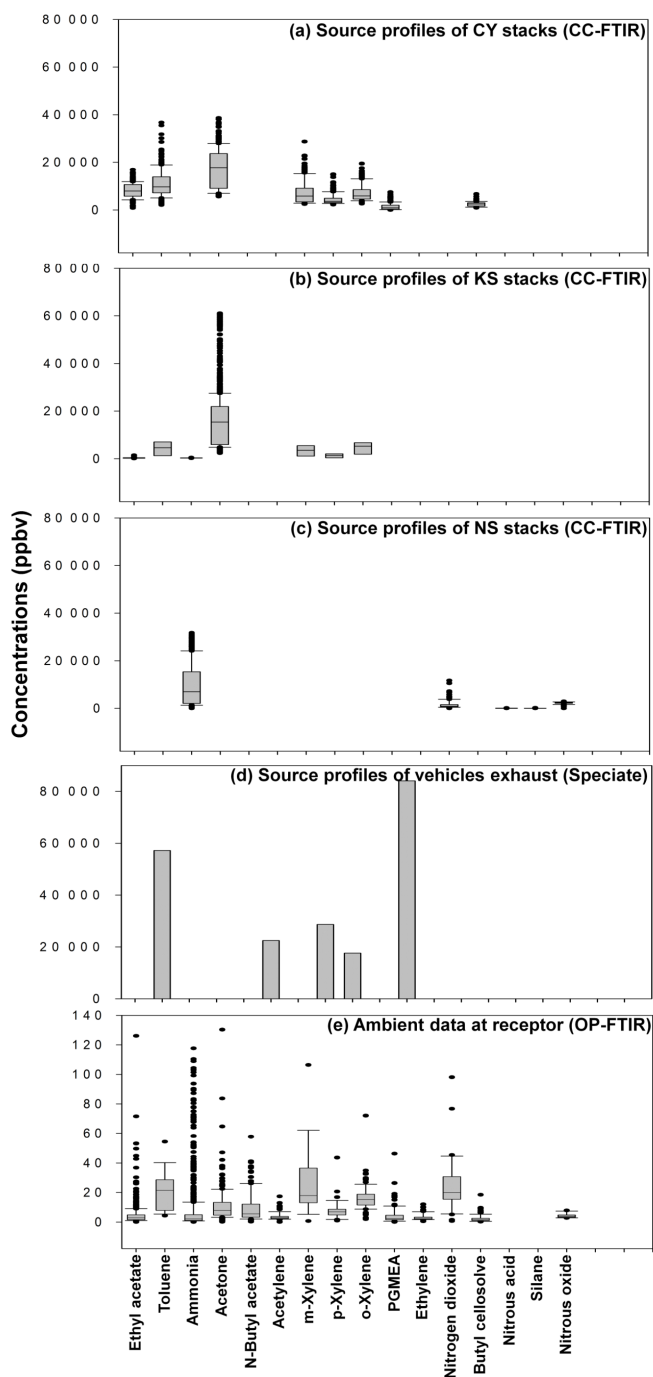 Concentrations (ppbv)
(a) Source profiles of CY stacks (CC-FTIR)
80 000
60 000
40 000
20 000
0
(b) Source profiles of KS stacks (CC-FTIR)
80 000
60 000
40 000
20 000
0
(c) Source profiles of NS stacks (CC-FTIR)
80 000
60 000
40 000
20 000
0
(d) Source profiles of vehicles exhaust (Speciate)
80 000
60 000
40 000
20 000
0
(e) Ambient data at receptor (OP-FTIR)
140
120
100
80
60
40
20
0
Ethyl acetate
Toluene
Ammonia
Acetone
N-Butyl acetate
Acetylene
m-Xylene
p-Xylene
o-Xylene
PGMEA
Ethylene
Nitrogen dioxide
Butyl cellosolve
Nitrous acid
Silane
Nitrous oxide